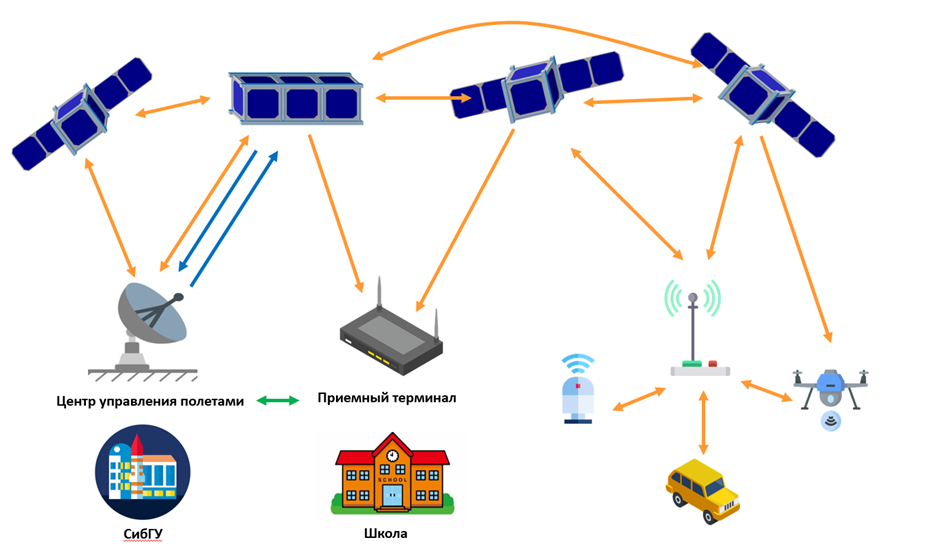 Центр управления полетами
Приемный терминал
SCHOOL
СибГУ
Школа